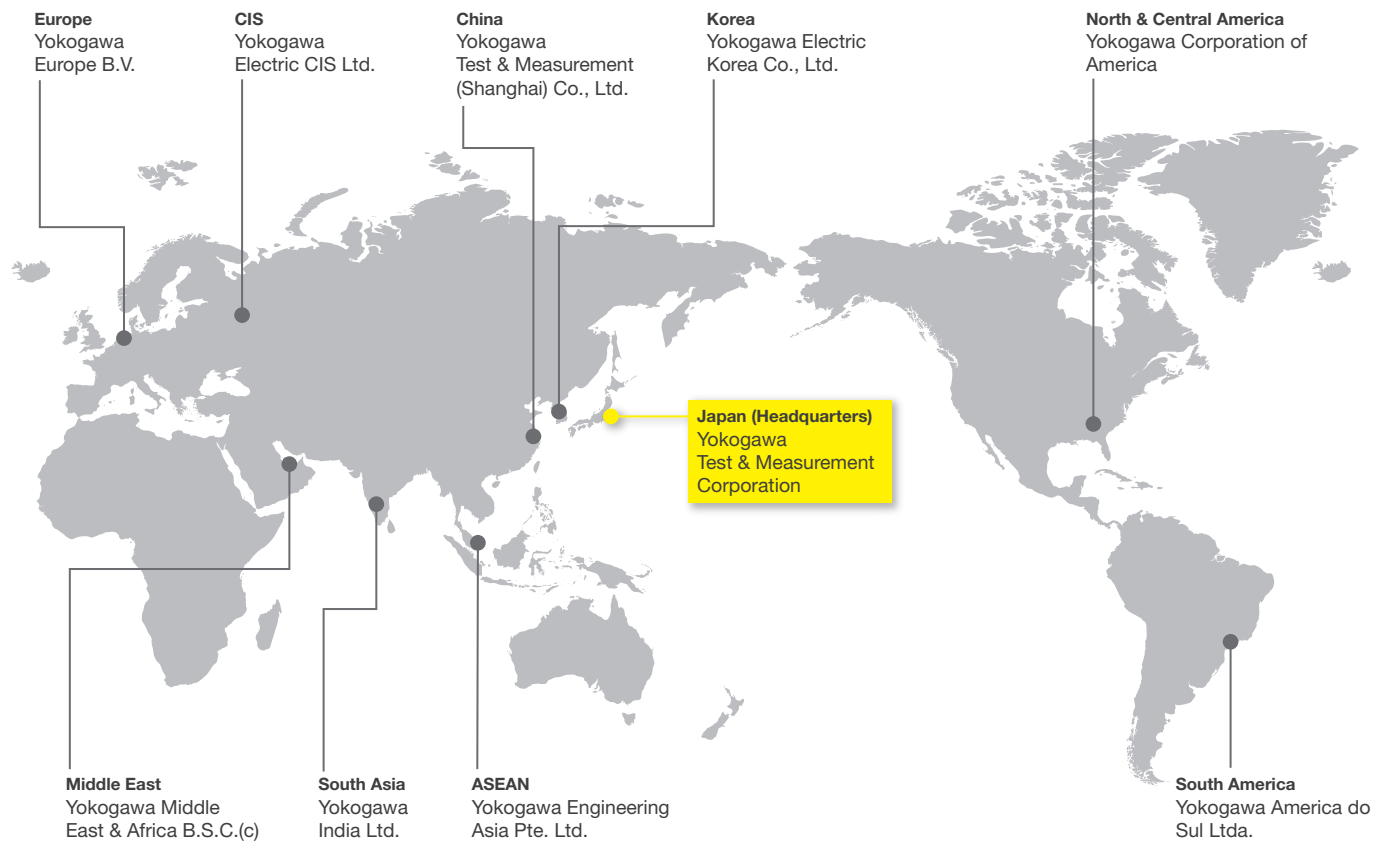 Europe
Yokogawa
Europe B.V.
CIS
Yokogawa
Electric CIS Ltd.
China
Yokogawa
Test & Measurement
(Shanghai) Co., Ltd.
Korea
Yokogawa Electric
Korea Co., Ltd.
North & Central America
Yokogawa Corporation of
America
Japan (Headquarters)
Yokogawa
Test & Measurement
Corporation
Middle East
Yokogawa Middle
East & Africa B.S.C.(c)
South Asia
Yokogawa
India Ltd.
ASEAN
Yokogawa Engineering
Asia Pte. Ltd.
South America
Yokogawa America do
Sul Ltda.